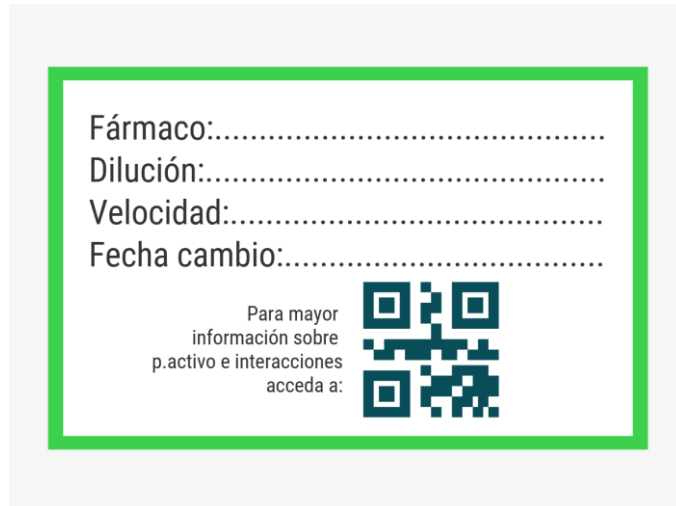 Fármaco:.......................................
Dilución:........................................
Velocidad:.....................................
Fecha cambio:................................
Para mayor
información sobre
p.activo e interacciones
acceda a: